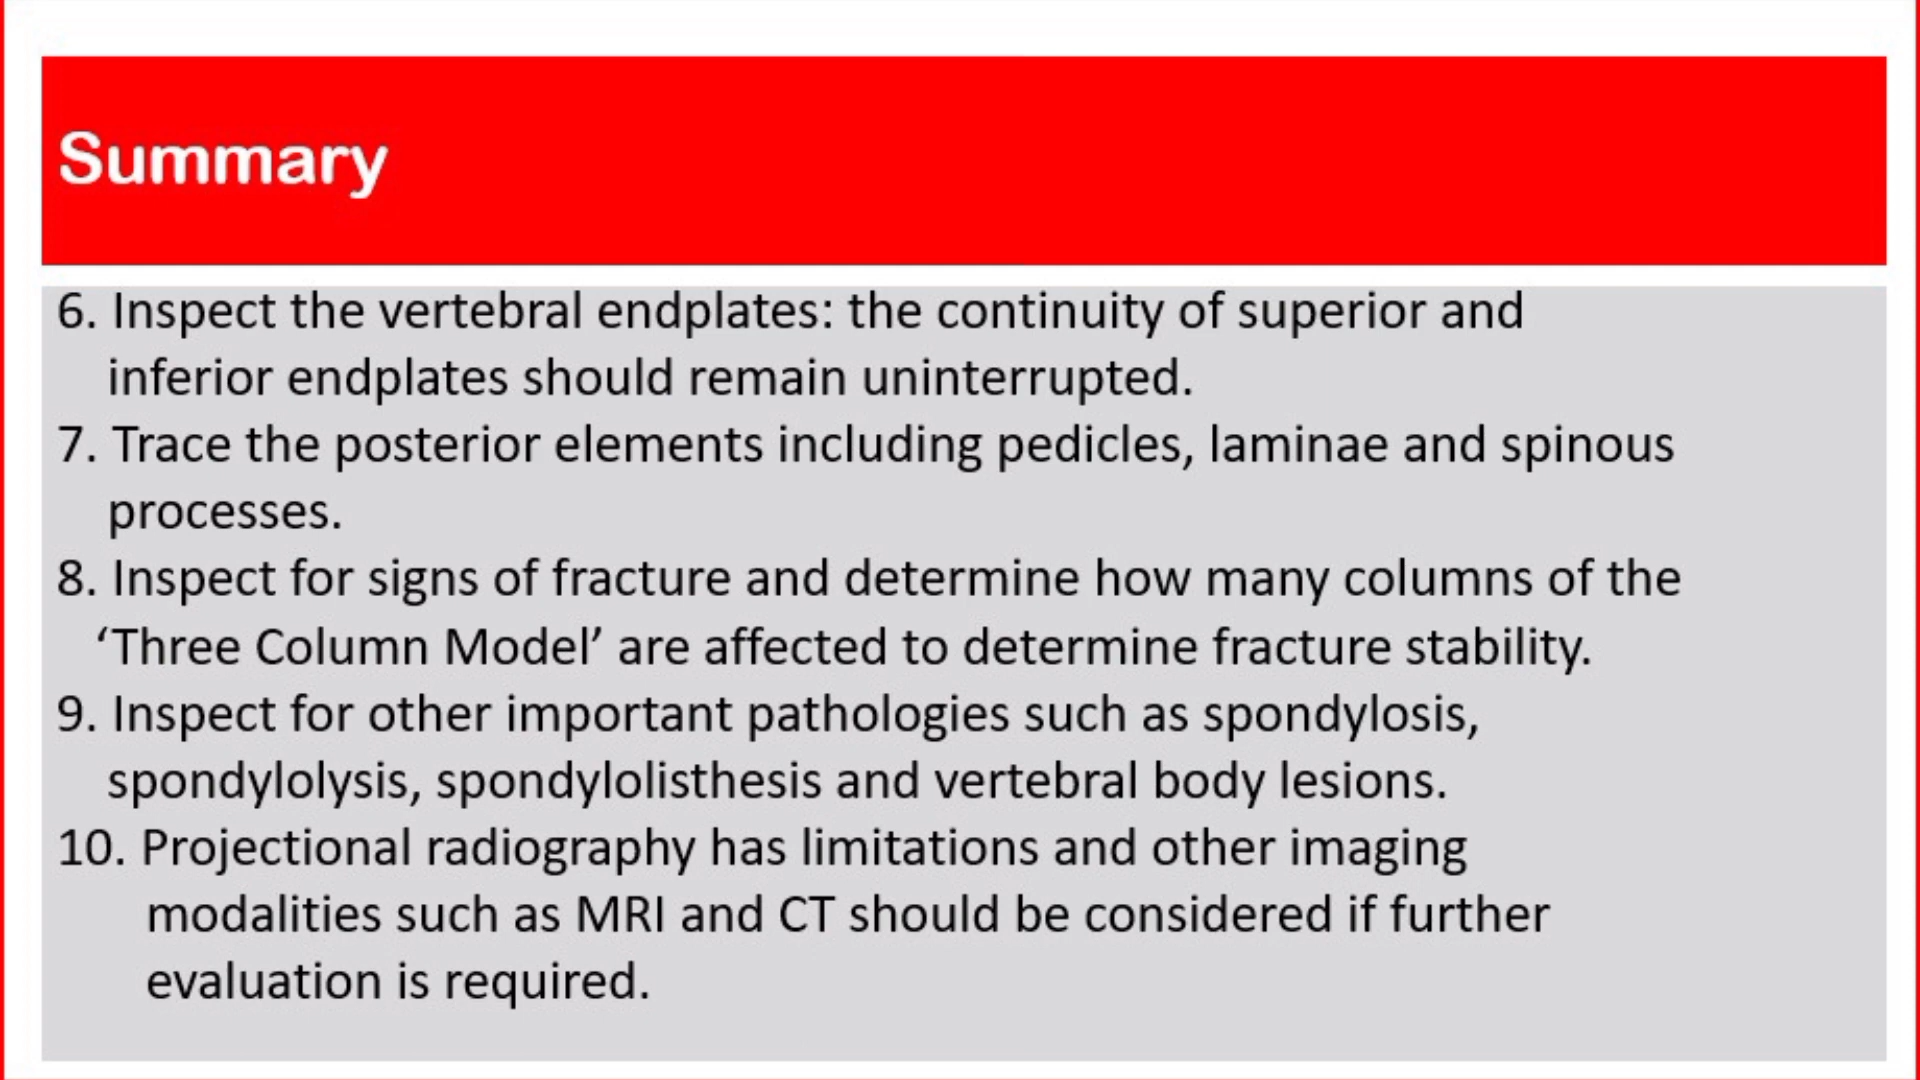 Summary
6. Inspect the vertebral endplates: the continuity of superior and
inferior endplates should remain uninterrupted.
7. Trace the posterior elements including pedicles, laminae and spinous
processes.
8. Inspect for signs of fracture and determine how many columns of the
‘Three Column Model’ are affected to determine fracture stability.
9. Inspect for other important pathologies such as spondylosis,
spondylolysis, spondylolisthesis and vertebral body lesions.
10. Projectional radiography has limitations and other imaging
modalities such as MRI and CT should be considered if further
evaluation is required.